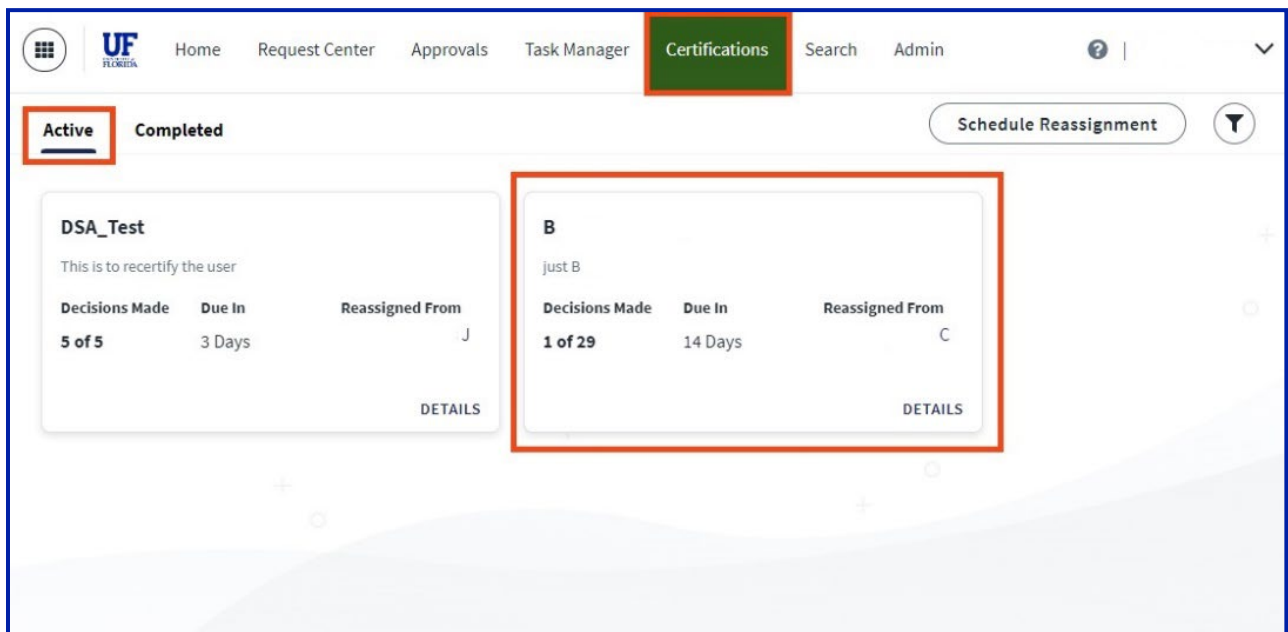 UF
UNIVERSITY of
FLORIDA
Home Request Center Approvals Task Manager Certifications Search Admin ? |
Active Completed Schedule Reassignment
DSA_Test
This is to recertify the user
Decisions Made Due In Reassigned From
5 of 5 3 Days J
DETAILS
B
just B
Decisions Made Due In Reassigned From
1 of 29 14 Days C
DETAILS